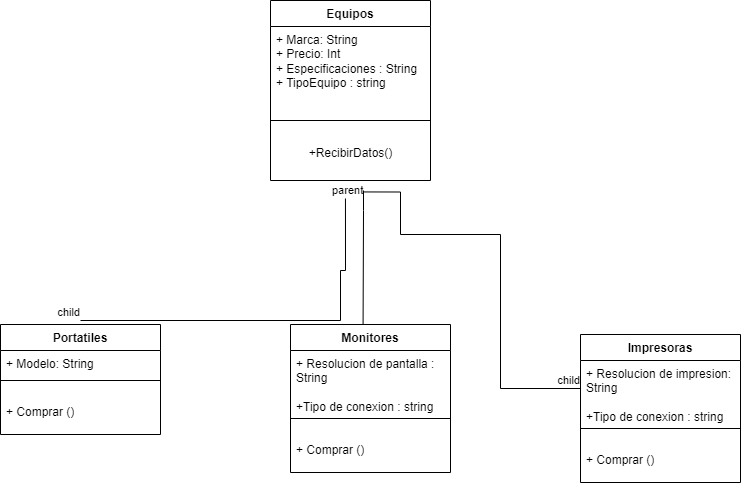 Equipos
+ Marca: String
+ Precio: Int
+ Especificaciones : String
+ TipoEquipo : string
+RecibirDatos()
parent
child
Portatiles
+ Modelo: String
+ Comprar ()
Monitores
+ Resolucion de pantalla :
String
+Tipo de conexion : string
+ Comprar ()
child
Impresoras
+ Resolucion de impresion:
String
+Tipo de conexion : string
+ Comprar ()